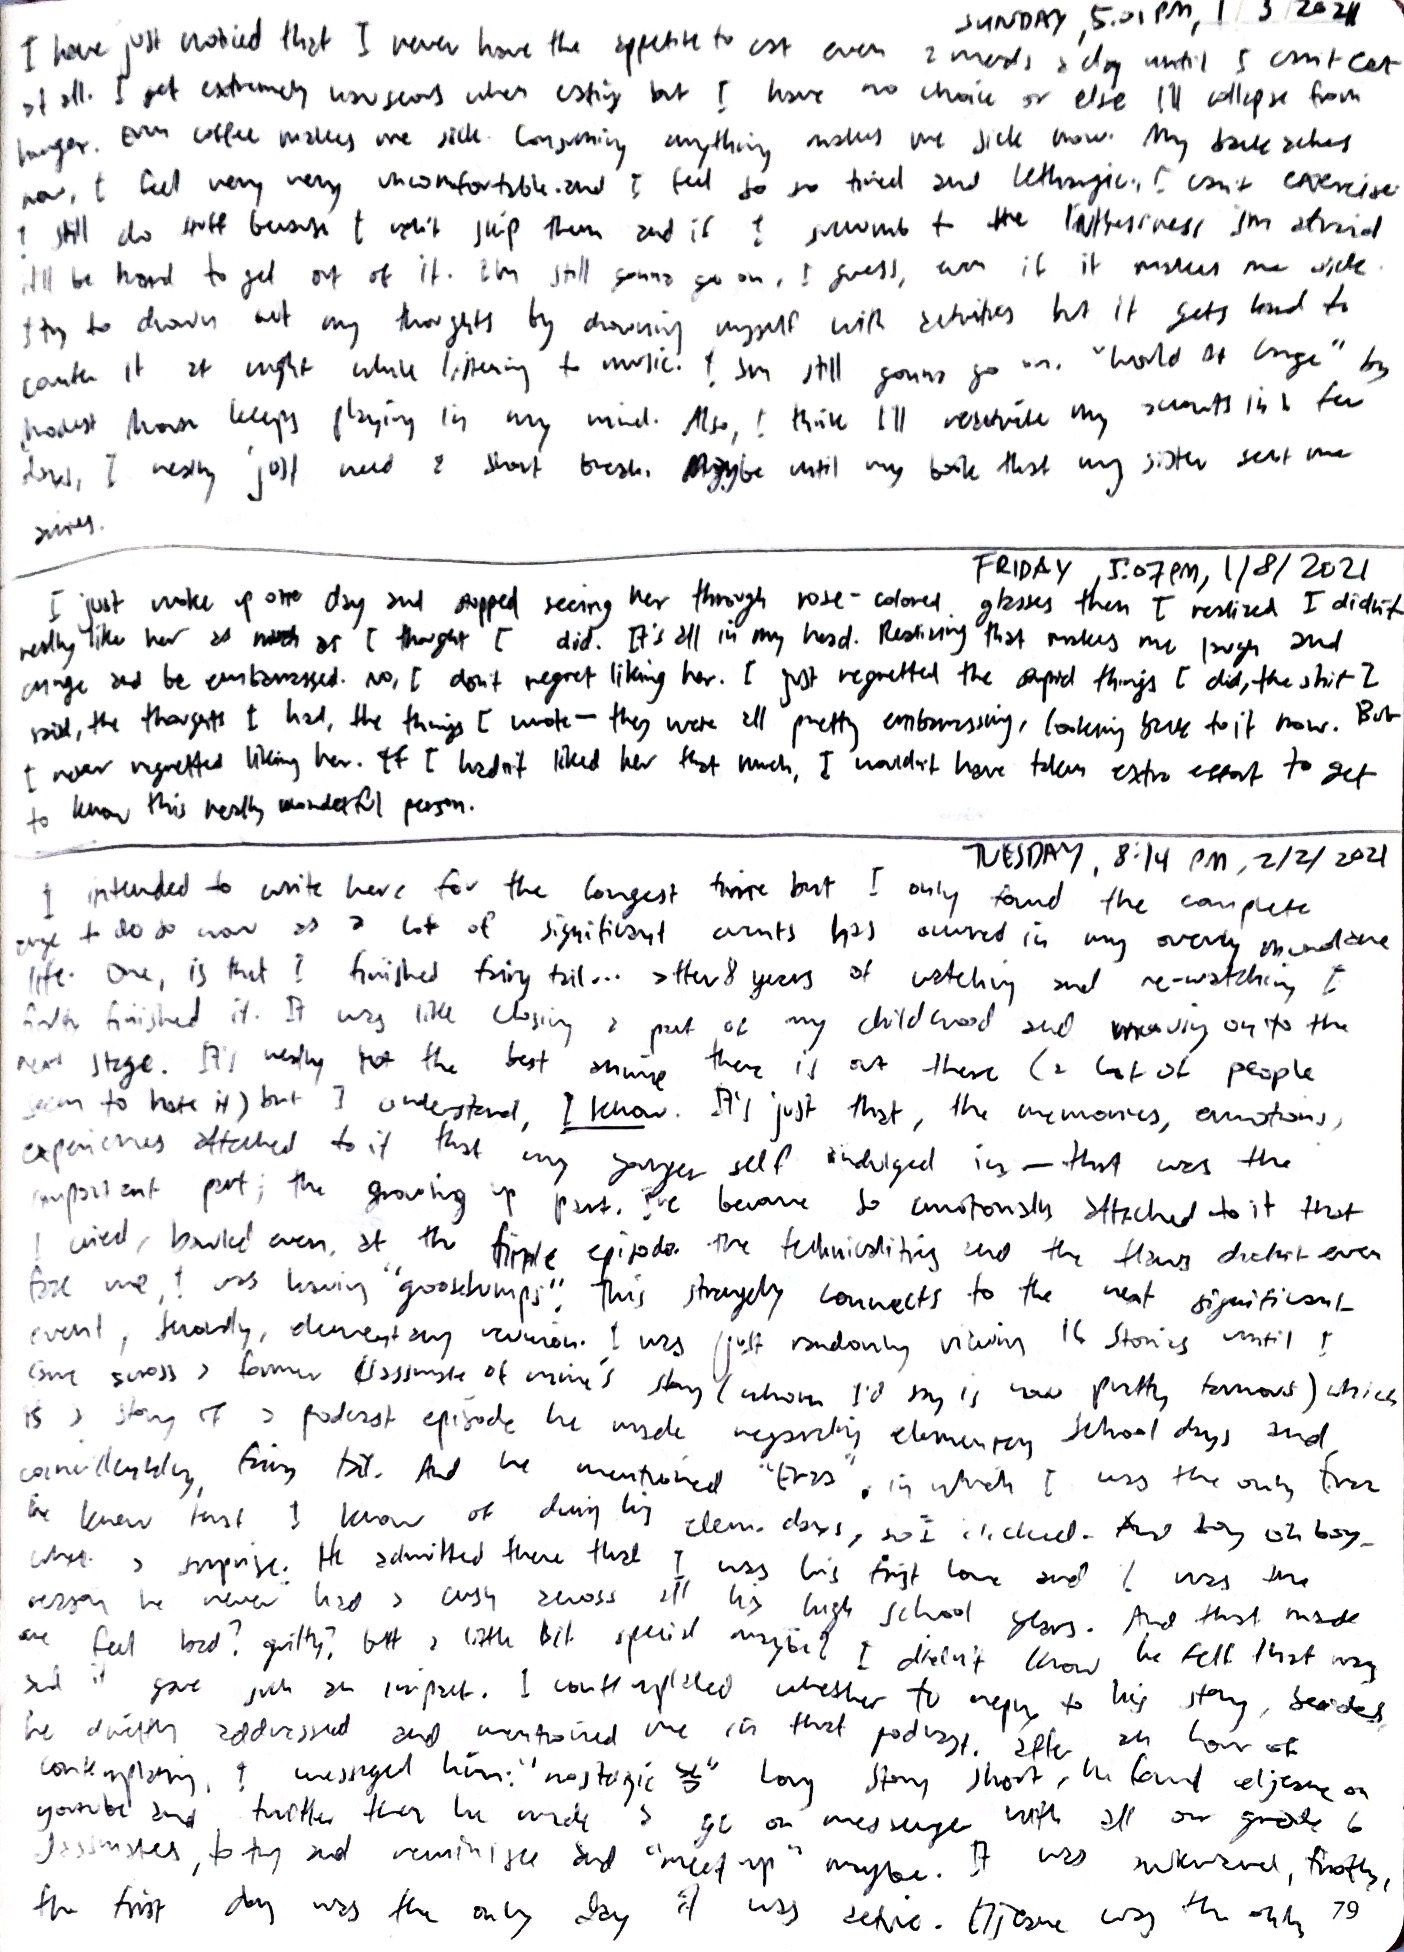 SUNDAY, 5:01 PM, 1/3/2021
I have just noticed that I never have the appetite to eat even 2 meals a day until I can't eat
at all. I get extremely nauseous when eating but I have no choice or else I'll collapse from
hunger. Even coffee makes me sick. Consuming anything makes me sick now. My back aches
now, I feel very very uncomfortable and I feel so so tired and lethargic, I can't exercise
I still do stuff because I can't skip them and if I succumb to the I'm afraid
it'll be hard to get out of it. I'm still gonna go on, I guess, even if it makes me sick.
I try to drown out my thoughts by drowning myself with activities but it gets hard to
counter it at night while listening to music. I'm still gonna go on. "World at Large" by
modest mouse keeps playing in my mind. Also, I think I'll reactivate my accounts in a few
days, I really just need a short break. Maybe until my book that my sister sent me
arrives.
FRIDAY, 5:07 PM, 1/8/2021
I just woke up one day and stopped seeing her through rose-colored glasses then I realized I didn't
really like her as much as I thought I did. It's all in my head. Realizing that makes me laugh and
cringe and be embarrassed. No, I don't regret liking her. I just regretted the stupid things I did, the shit I
said, the thoughts I had, the things I wrote — they were all pretty embarrassing, looking back to it now. But
I never regretted liking her. If I hadn't liked her that much, I wouldn't have taken extra effort to get
to know this really wonderful person.
TUESDAY, 8:14 PM, 2/2/2021
I intended to write here for the longest time but I only found the complete
urge to do so now as a lot of significant events has occured in my overly mundane
life. One, is that I finished fairy tail... after 8 years of watching and re-watching I
finished it. It was like closing a part of my childhood and moving on to the
next stage. It's really not the best anime there is out there (a lot of people
seem to hate it) but I understand, I know. It's just that, the memories, emotions,
experiences attached to it that my younger self indulged in — that was the
important part; the growing up part. I've became so emotionally attached to it that
I cried, bawled even, at the finale episode. The technicalities and the flaws didn't even
faze me, I was having "goosebumps". This strangely connects to the next significant
event, secondly, elementary reunion. I was just randomly viewing IG stories until I
came across a former classmate of mine's story (whom I'd say is now pretty famous) which
is a story of a podcast episode he made regarding elementary school days and,
coincidentally, fairy tail. And he mentioned "Erza", in which I was the only Erza
he knew that I know of during his elem. days, so I clicked. And boy oh boy
what a surprise. He admitted there that I was his first love and I was the
reason he never had a crush across all his high school years. And that made
me feel bad? guilty? but a little bit special maybe? I didn't know he felt that way
and it gave such an impact. I contemplated whether to reply to his story, besides,
he directly addressed and mentioned me in that podcast. After an hour of
contemplating, I messaged him: "nostalgic" Long story short, he found on
youtube and twitter then he made a gc on messenger with all our grade 6
classmates, to try and reminisce and "meet up" maybe. It was awkward, firstly,
the first day was the only day it was active. was the only
79